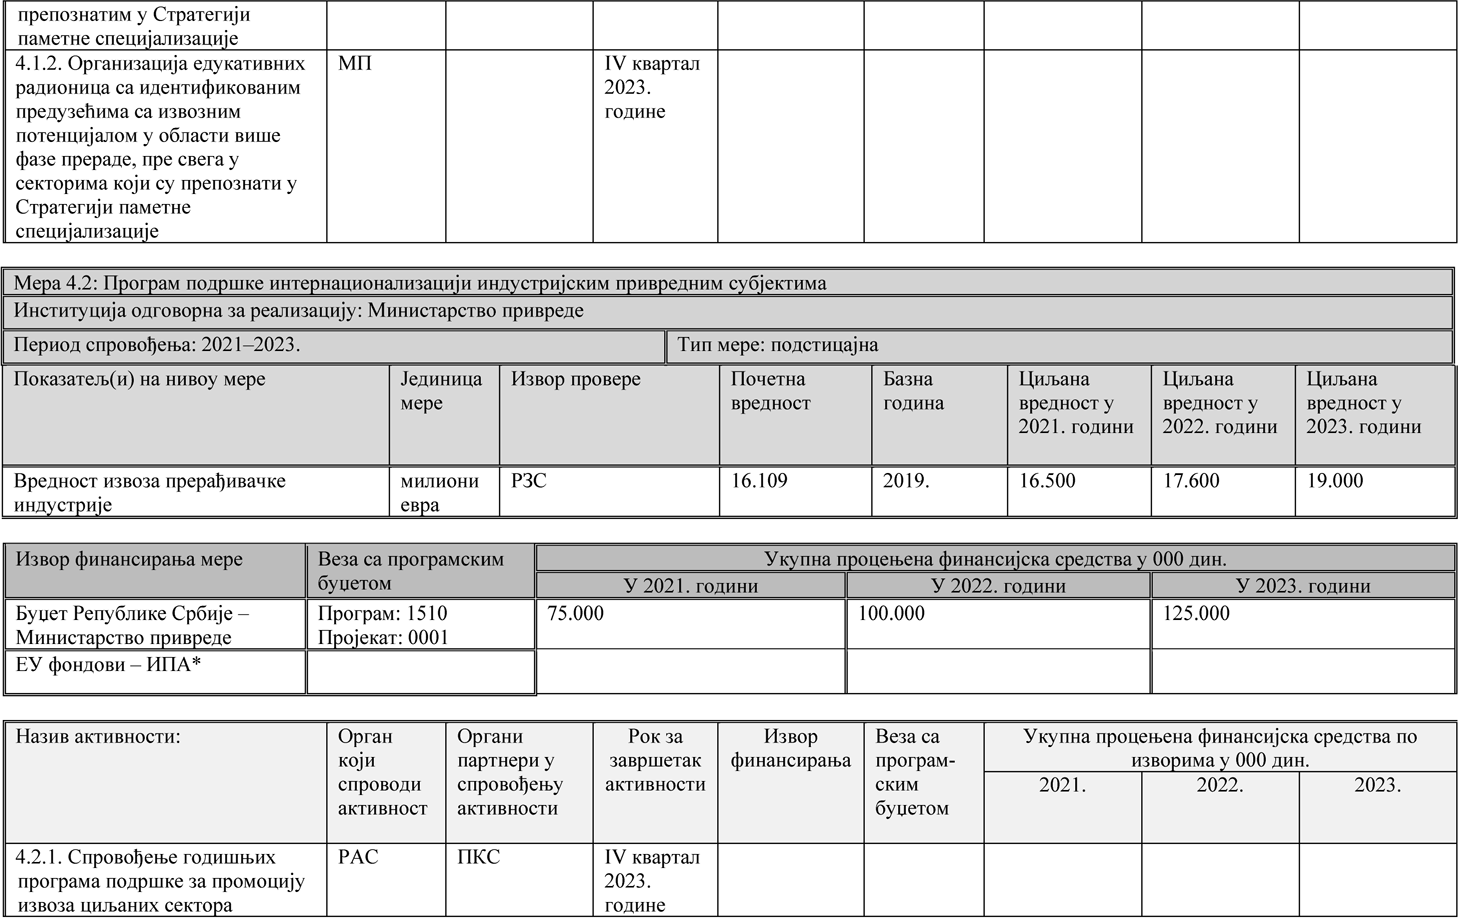 препознатим у Стратегији
паметне специјализације
4.1.2. Организација едукативних
радионица са идентификованим
предузећима са извозним
потенцијалом у области више
фазе прераде, пре свега у
секторима који су препознати у
Стратегији паметне
специјализације
МП
IV квартал
2023.
године
Мера 4.2: Програм подршке интернационализацији индустријским привредним субјектима
Институција одговорна за реализацију: Министарство привреде
Период спровођења: 2021–2023.
Тип мере: подстицајна
Показатељ(и) на нивоу мере
Јединица
мере
Извор провере
Почетна
вредност
Базна
година
Циљана
вредност у
2021. години
Циљана
вредност у
2022. години
Циљана
вредност у
2023. години
Вредност извоза прерађивачке
индустрије
милиони
евра
РЗС
16.109
2019.
16.500
17.600
19.000
Извор финансирања мере
Веза са програмским
буџетом
Укупна процењена финансијска средства у 000 дин.
У 2021. години
У 2022. години
У 2023. години
Буџет Републике Србије –
Министарство привреде
Програм: 1510
Пројекат: 0001
75.000
100.000
125.000
ЕУ фондови – ИПА*
Назив активности:
Орган
који
спроводи
активност
Органи
партнери у
спровођењу
активности
Рок за
завршетак
активности
Извор
финансирања
Веза са
програм-
ским
буџетом
Укупна процењена финансијска средства по
изворима у 000 дин.
2021.
2022.
2023.
4.2.1. Спровођење годишњих
програма подршке за промоцију
извоза циљаних сектора
РАС
ПКС
IV квартал
2023.
године